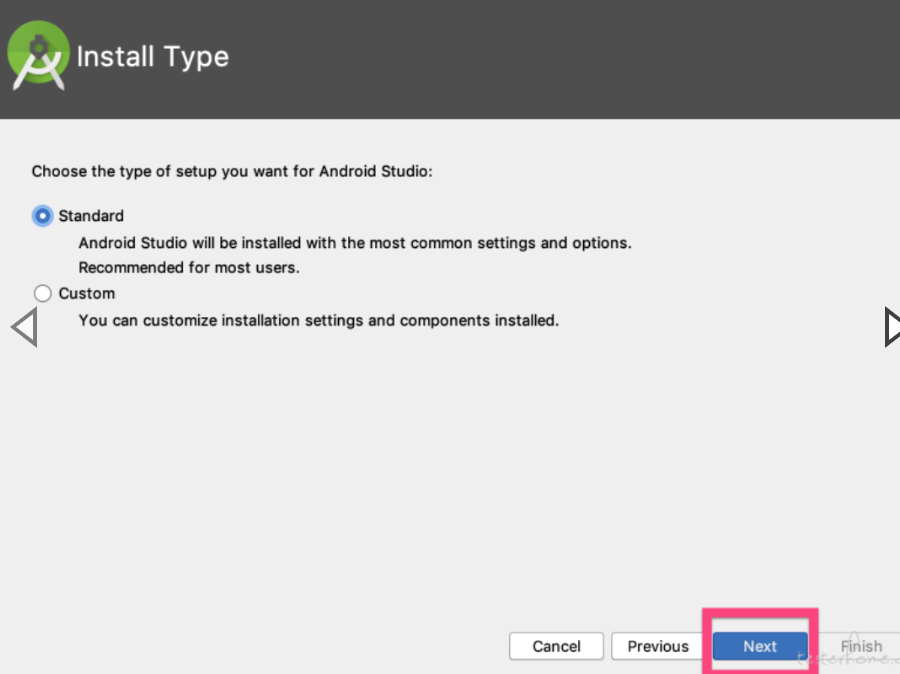 Install Type
Choose the type of setup you want for Android Studio:
Standard
Android Studio will be installed with the most common settings and options.
Recommended for most users.
Custom
You can customize installation settings and components installed.
Cancel Previous Next Finish